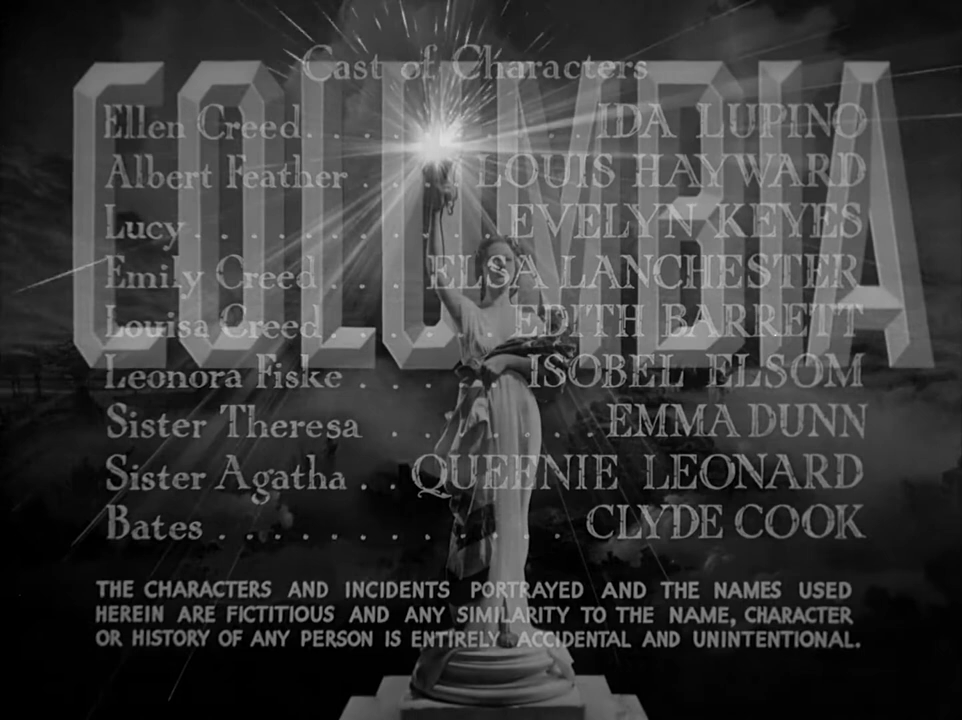 COLUMBIA
Cast of Characters
Ellen Creed. . . . . . . . . . . IDA LUPINO
Albert Feather . . . . LOUIS HAYWARD
Lucy . . . . . . . . . . . EVELYN KEYES
Emily Creed . . . . ELSA LANCHESTER
Louisa Creed . . . . . . EDITH BARRETT
Leonora Fiske . . . . . . ISOBEL ELSOM
Sister Theresa . . . . . . . . EMMA DUNN
Sister Agatha . . QUEENIE LEONARD
Bates . . . . . . . . . . . . . CLYDE COOK
THE CHARACTERS AND INCIDENTS PORTRAYED AND THE NAMES USED
HEREIN ARE FICTITIOUS AND ANY SIMILARITY TO THE NAME, CHARACTER
OR HISTORY OF ANY PERSON IS ENTIRELY ACCIDENTAL AND UNINTENTIONAL.